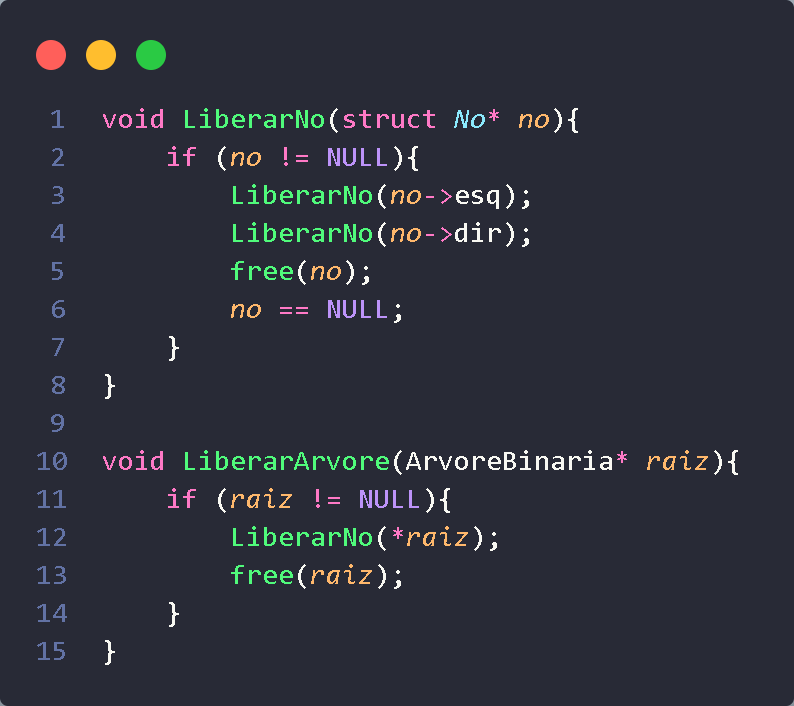 1 void LiberarNo(struct No* no){
2 if (no != NULL){
3 LiberarNo(no->esq);
4 LiberarNo(no->dir);
5 free(no);
6 no == NULL;
7 }
8 }
9
10 void LiberarArvore(ArvoreBinaria* raiz){
11 if (raiz != NULL){
12 LiberarNo(*raiz);
13 free(raiz);
14 }
15 }